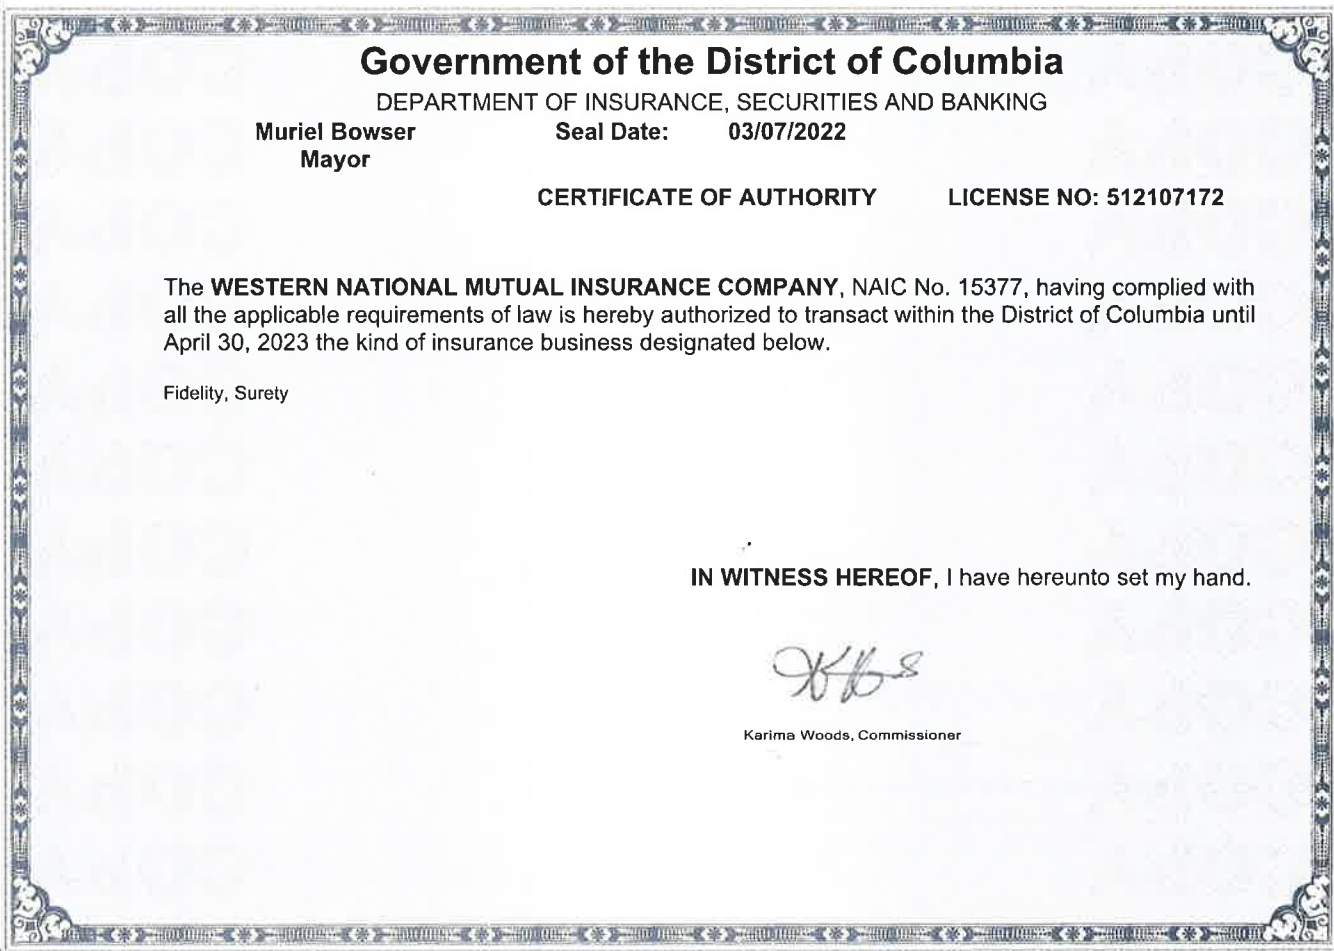 Government of the District of Columbia
DEPARTMENT OF INSURANCE, SECURITIES AND BANKING
Muriel Bowser Seal Date: 03/07/2022
Mayor
CERTIFICATE OF AUTHORITY LICENSE NO: 512107172
The WESTERN NATIONAL MUTUAL INSURANCE COMPANY, NAIC No. 15377, having complied with
all the applicable requirements of law is hereby authorized to transact within the District of Columbia until
April 30, 2023 the kind of insurance business designated below.
Fidelity, Surety
IN WITNESS HEREOF, I have hereunto set my hand.
Karima Woods, Commissioner